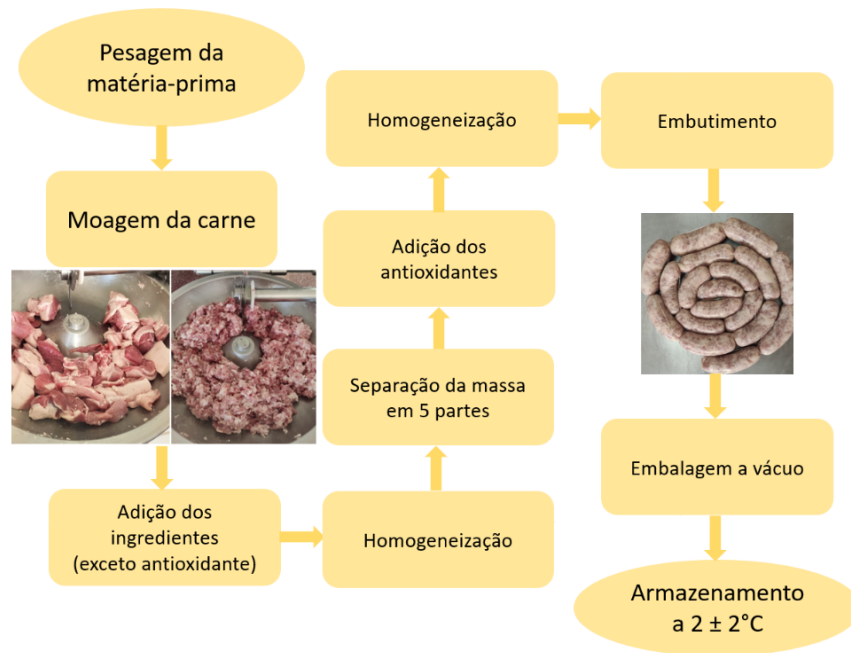 Pesagem da
matéria-prima
Moagem da carne
Adição dos
ingredientes
(exceto antioxidante)
Homogeneização
Separação da massa
em 5 partes
Adição dos
antioxidantes
Homogeneização
Embutimento
Embalagem a vácuo
Armazenamento
a 2 ± 2°C